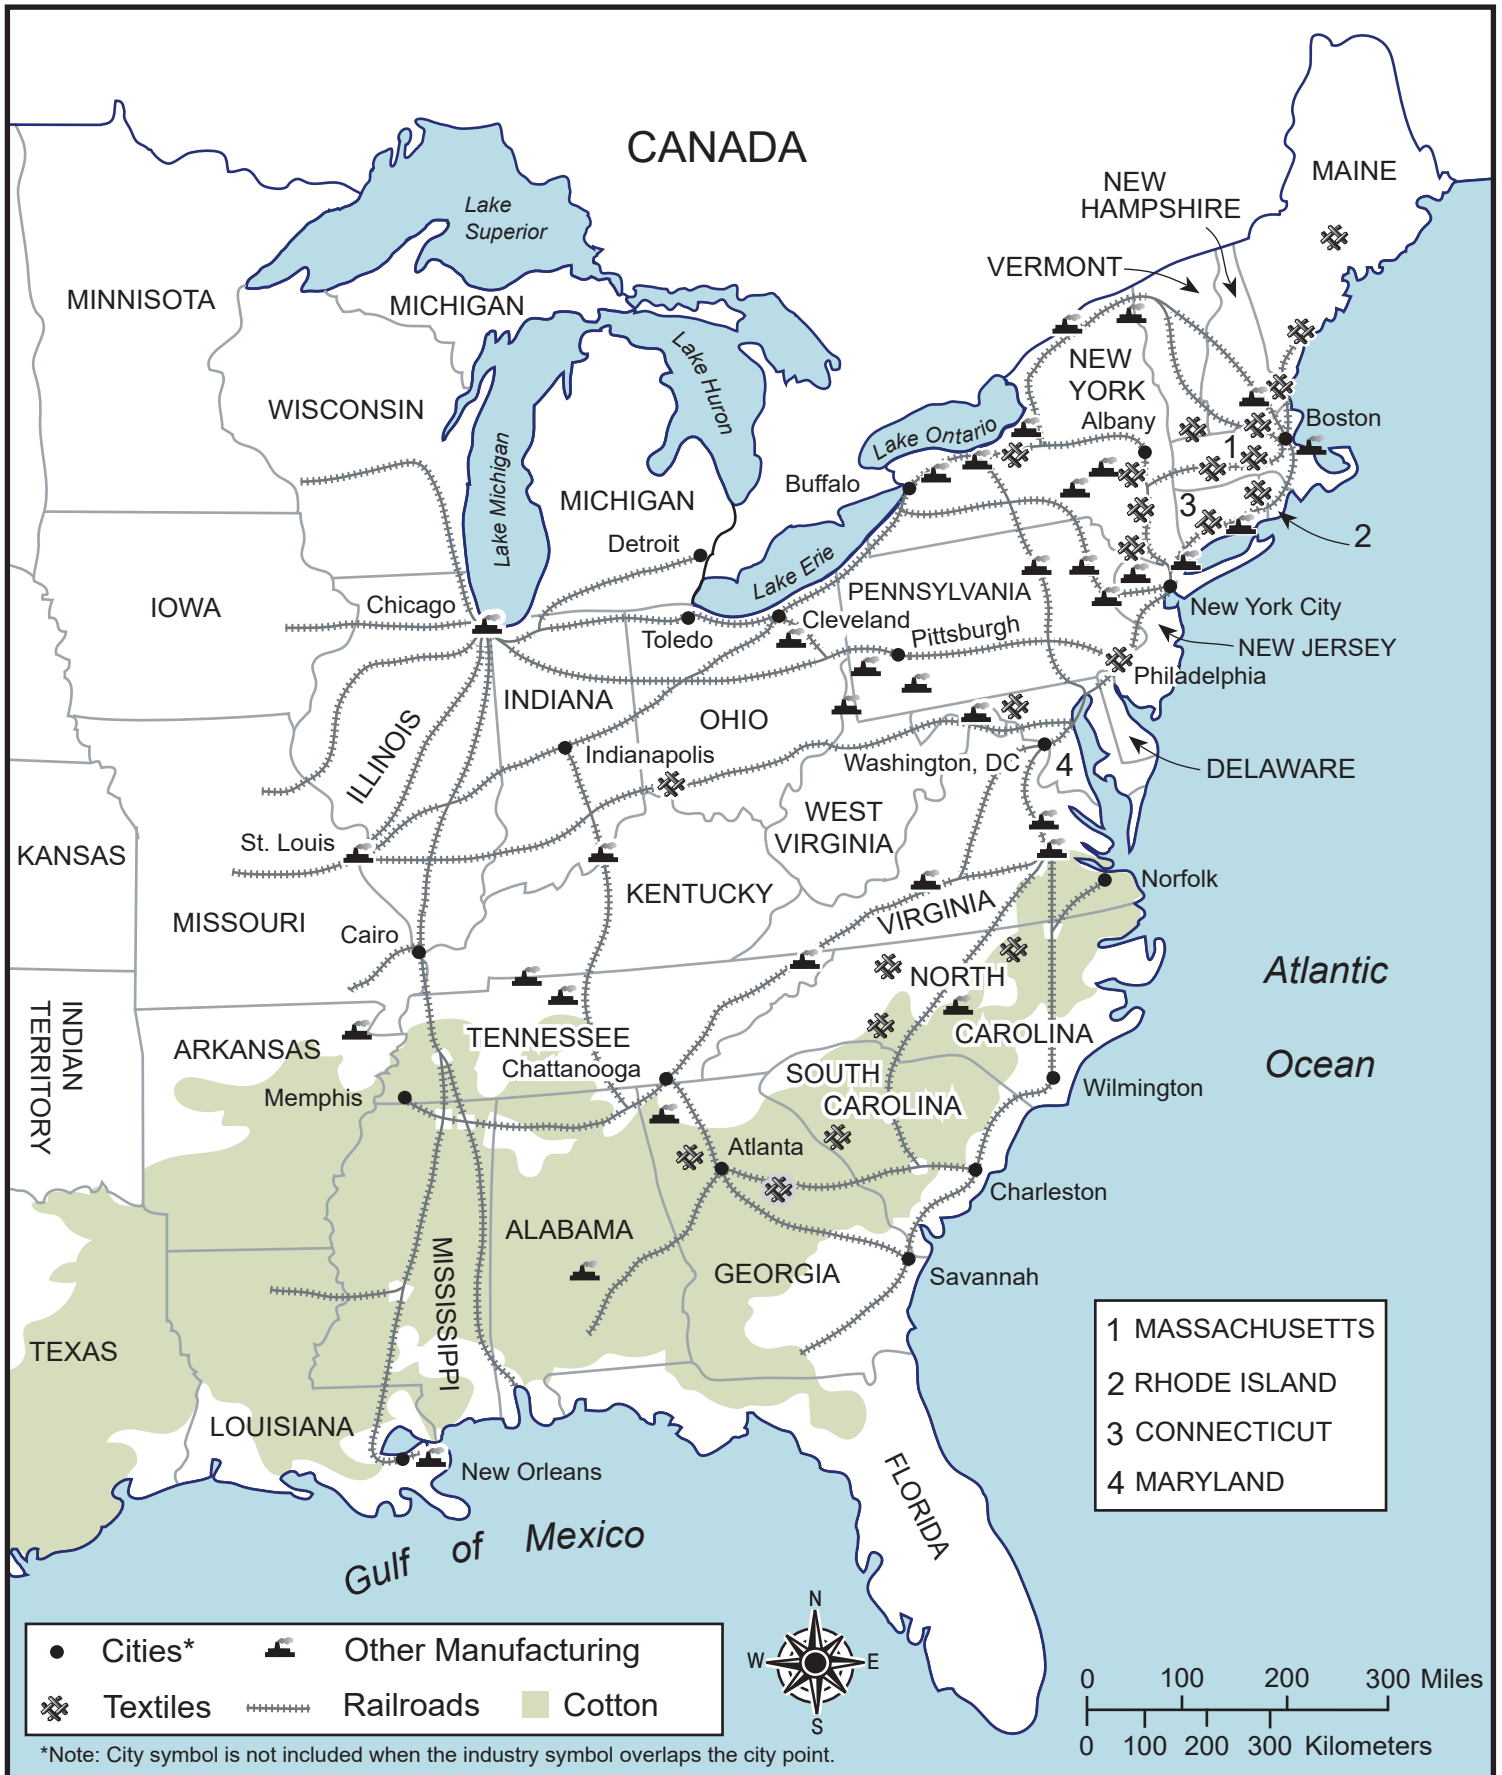 CANADA
Lake
Superior
MAINE
NEW
HAMPSHIRE
VERMONT
MINNISOTA
MICHIGAN
Lake Huron
NEW
YORK
WISCONSIN
Albany
Boston
Lake Ontario
1
Lake Michigan
Buffalo
MICHIGAN
3
2
Detroit
Lake Erie
PENNSYLVANIA
IOWA
Chicago
New York City
Toledo
Cleveland
Pittsburgh
NEW JERSEY
Philadelphia
INDIANA
OHIO
ILLINOIS
Indianapolis
Washington, DC
4
DELAWARE
WEST
VIRGINIA
St. Louis
KANSAS
Norfolk
KENTUCKY
VIRGINIA
MISSOURI
Cairo
Atlantic
Ocean
NORTH
CAROLINA
INDIAN
TERRITORY
TENNESSEE
ARKANSAS
Chattanooga
SOUTH
CAROLINA
Wilmington
Memphis
Atlanta
Charleston
ALABAMA
MISSISSIPPI
GEORGIA
Savannah
TEXAS
LOUISIANA
New Orleans
FLORIDA
Gulf of Mexico
1 MASSACHUSETTS
2 RHODE ISLAND
3 CONNECTICUT
4 MARYLAND
Cities*
Other Manufacturing
Textiles
Railroads
Cotton
*Note: City symbol is not included when the industry symbol overlaps the city point.
N
W
E
S
0 100 200 300 Miles
0 100 200 300 Kilometers